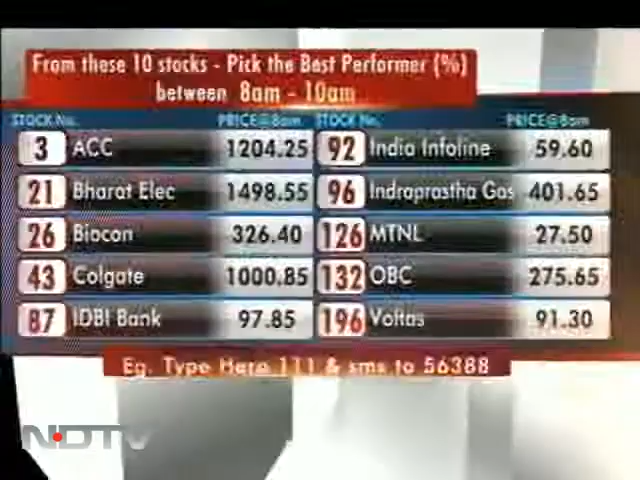 From these 10 stocks - Pick the Best Performer (%)
between 8am - 10am
STOCK No. PRICE@8am STOCK No. PRICE@8am
3 ACC 1204.25 92 India Infoline 59.60
21 Bharat Elec 1498.55 96 Indraprastha Gas 401.65
26 Biocon 326.40 126 MTNL 27.50
43 Colgate 1000.85 132 OBC 275.65
87 IDBI Bank 97.85 196 Voltas 91.30
Eg. Type Hero 111 & sms to 56388
NDTV